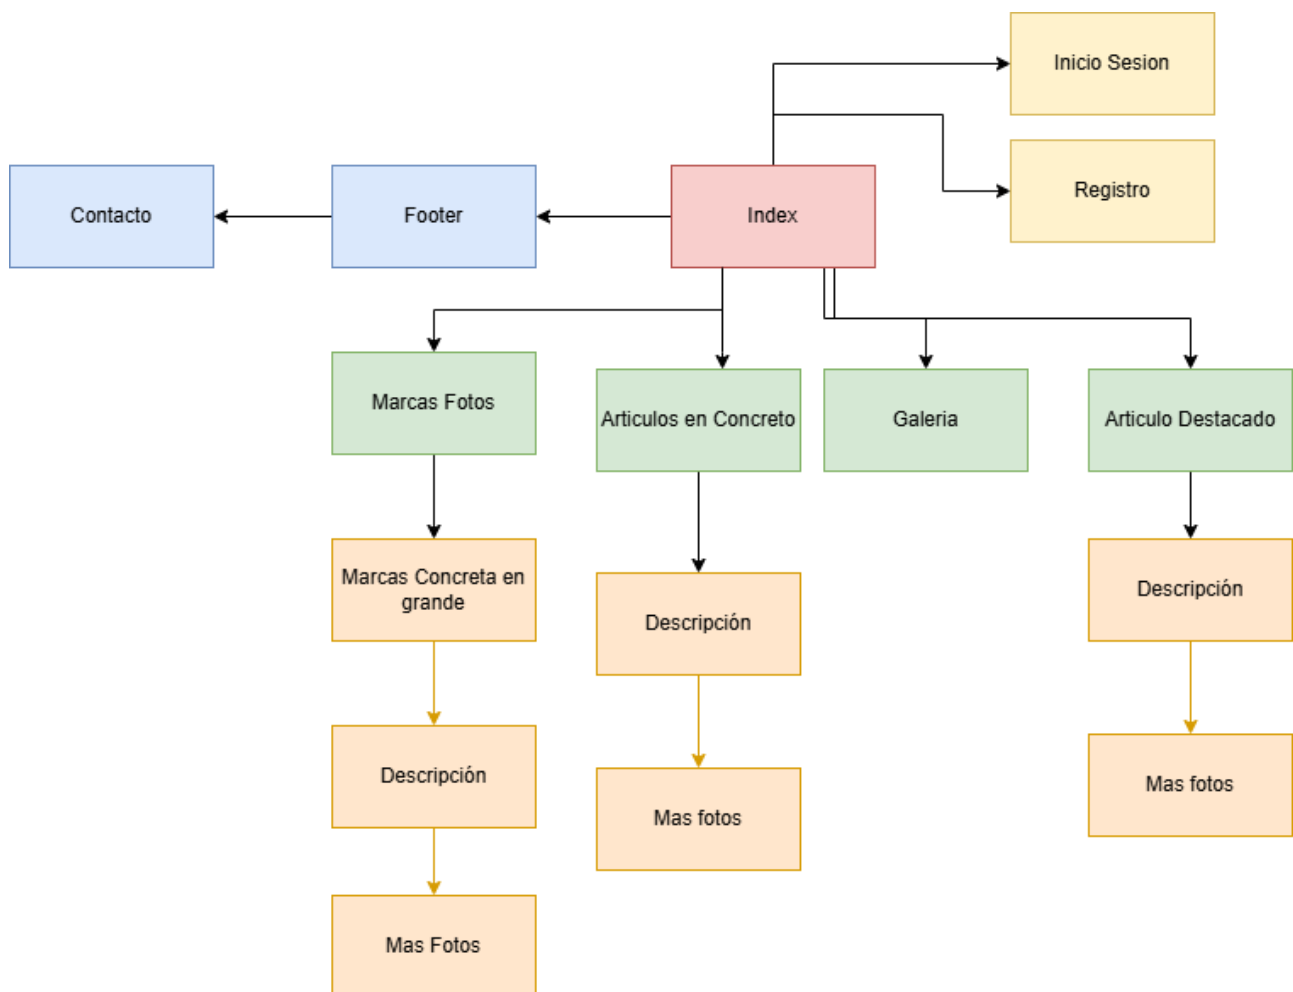 Inicio Sesion
Registro
Contacto
Footer
Index
Marcas Fotos
Articulos en Concreto
Galeria
Articulo Destacado
Marcas Concreta en
grande
Descripción
Descripción
Descripción
Mas fotos
Mas fotos
Mas Fotos